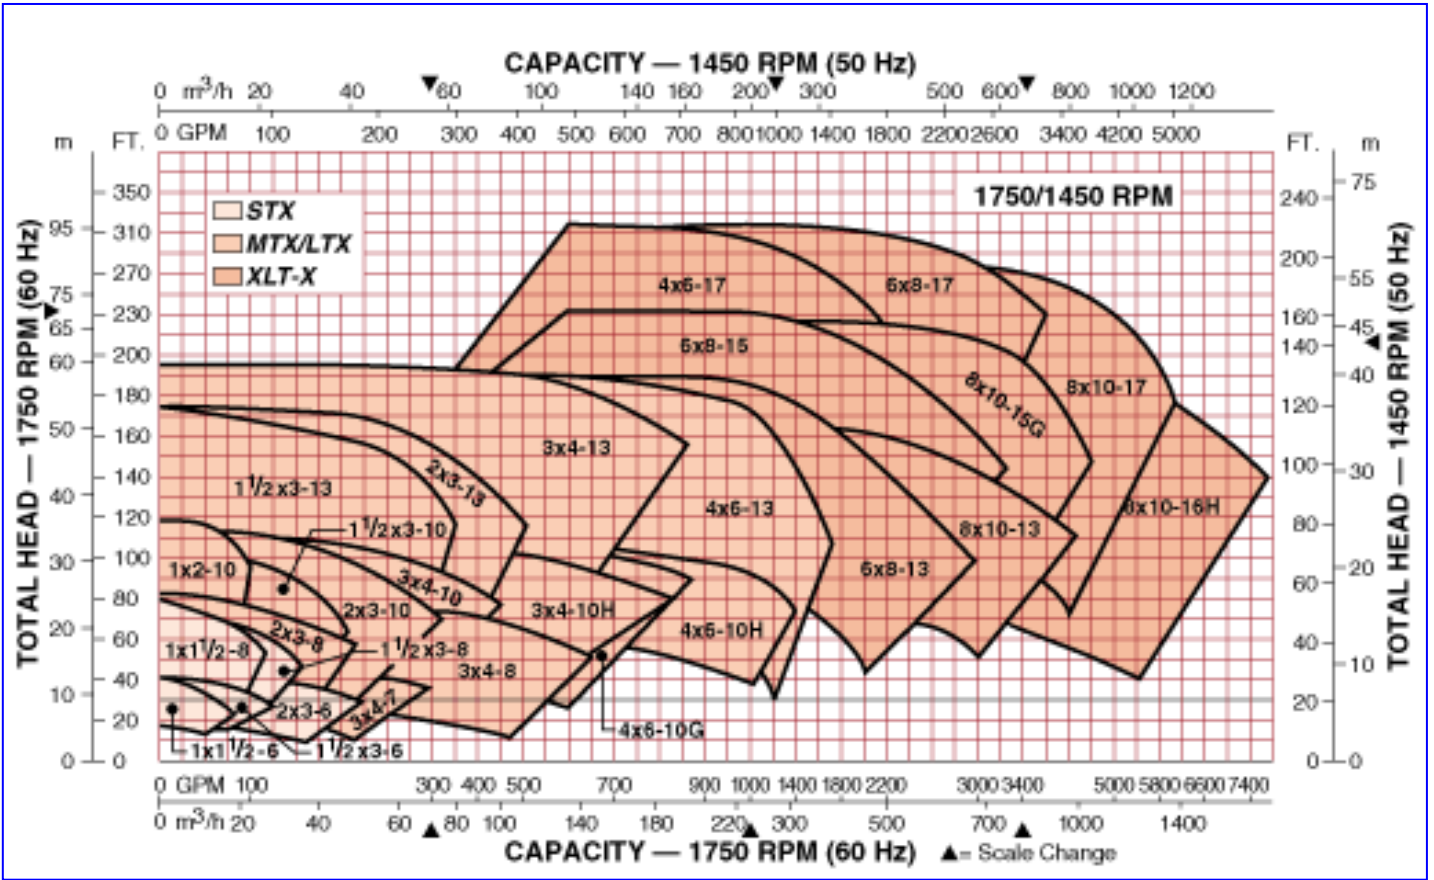 CAPACITY — 1450 RPM (50 Hz)
0 m³/h 20 40 60 100 140 160 200 300 500 600 800 1000 1200
0 GPM 100 200 300 400 500 600 700 800 1000 1400 1800 2200 2600 3400 4200 5000
m FT. FT. m
1750/1450 RPM
STX
MTX/LTX
XLT-X
TOTAL HEAD — 1750 RPM (60 Hz)
95 75 65 60 50 40 30 20 10 0
350 310 270 230 200 180 160 140 120 100 80 60 40 20 0
4x6-17
6x8-17
6x8-15
8x10-15G
8x10-17
3x4-13
2x3-13
1 1/2 x3-13
4x6-13
8x10-16H
1 1/2 x3-10
8x10-13
1x2-10
6x8-13
3x4-10
2x3-10
3x4-10H
4x6-10H
2x3-8
1x1 1/2-8
1 1/2 x3-8
3x4-8
2x3-6
3x4-7
4x6-10G
1x1 1/2-6
1 1/2 x3-6
240 200 160 140 120 100 80 60 40 20 0
75 55 45 40 30 20 10 0
TOTAL HEAD — 1450 RPM (50 Hz)
0 GPM 100 300 400 500 700 900 1000 1400 1800 2200 3000 3400 5000 5800 6600 7400
0 m³/h 20 40 60 80 100 140 180 220 300 500 700 1000 1400
CAPACITY — 1750 RPM (60 Hz) ▲= Scale Change